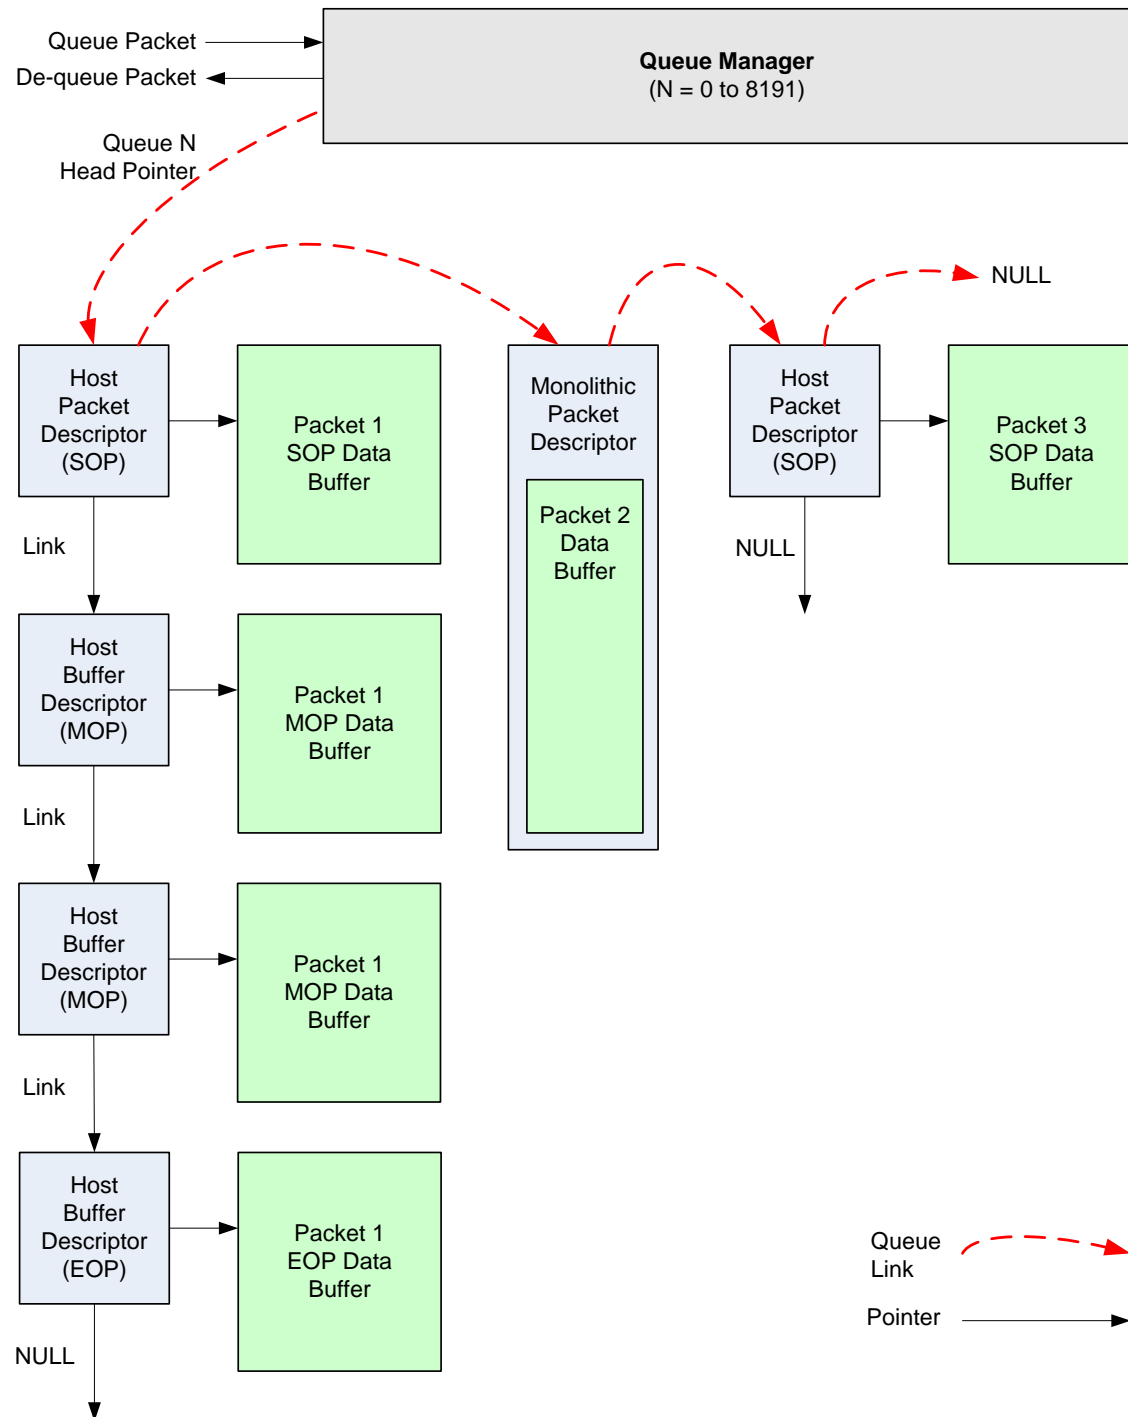 Queue Packet
De-queue Packet
Queue Manager
(N = 0 to 8191)
Queue N
Head Pointer
NULL
Host
Packet
Descriptor
(SOP)
Packet 1
SOP Data
Buffer
Monolithic
Packet
Descriptor
Packet 2
Data
Buffer
Host
Packet
Descriptor
(SOP)
Packet 3
SOP Data
Buffer
Link
NULL
Host
Buffer
Descriptor
(MOP)
Packet 1
MOP Data
Buffer
Link
Host
Buffer
Descriptor
(MOP)
Packet 1
MOP Data
Buffer
Link
Host
Buffer
Descriptor
(EOP)
Packet 1
EOP Data
Buffer
NULL
Queue
Link
Pointer